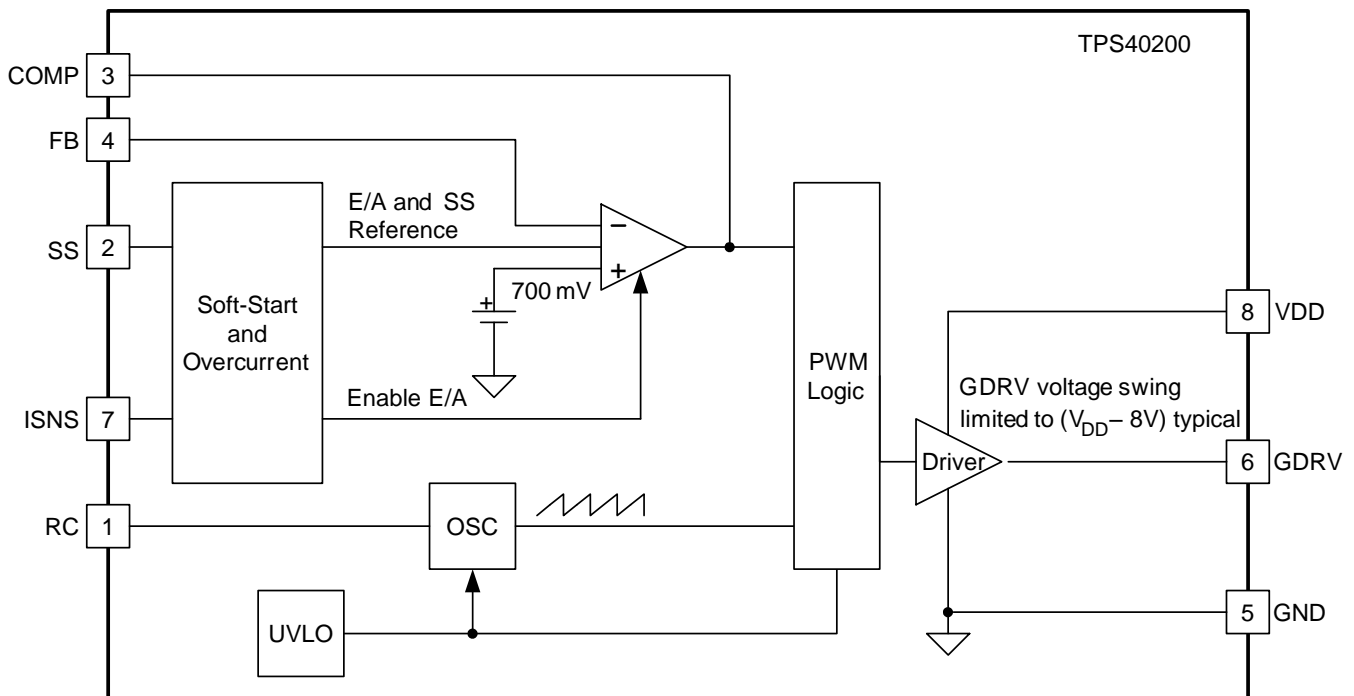 TPS40200
COMP 3
FB 4
E/A and SS
Reference
SS 2
−
+
+
700 mV
Soft-Start
and
Overcurrent
8 VDD
PWM
Logic
GDRV voltage swing
limited to (VDD – 8V) typical
Enable E/A
ISNS 7
Driver
6 GDRV
RC 1
OSC
UVLO
5 GND